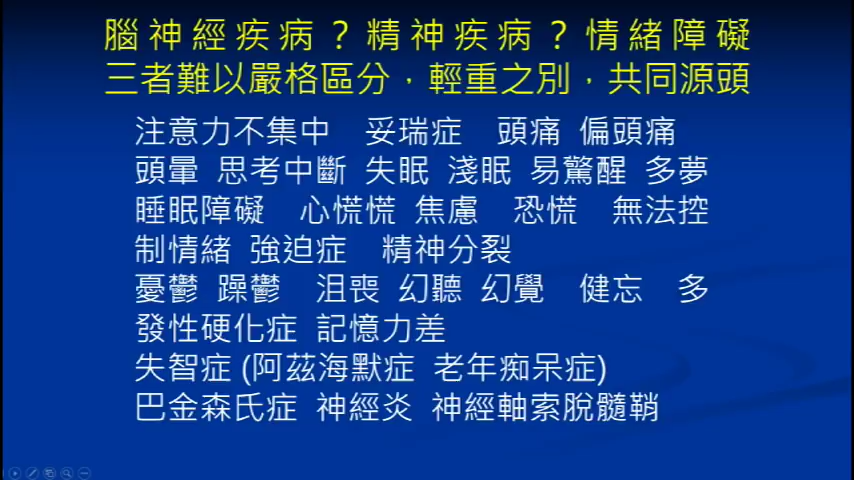 腦神經疾病？精神疾病？情緒障礙
三者難以嚴格區分，輕重之別，共同源頭
注意力不集中 妥瑞症 頭痛 偏頭痛
頭暈 思考中斷 失眠 淺眠 易驚醒 多夢
睡眠障礙 心慌慌 焦慮 恐慌 無法控
制情緒 強迫症 精神分裂
憂鬱 躁鬱 沮喪 幻聽 幻覺 健忘 多
發性硬化症 記憶力差
失智症 (阿茲海默症 老年痴呆症)
巴金森氏症 神經炎 神經軸索脫髓鞘